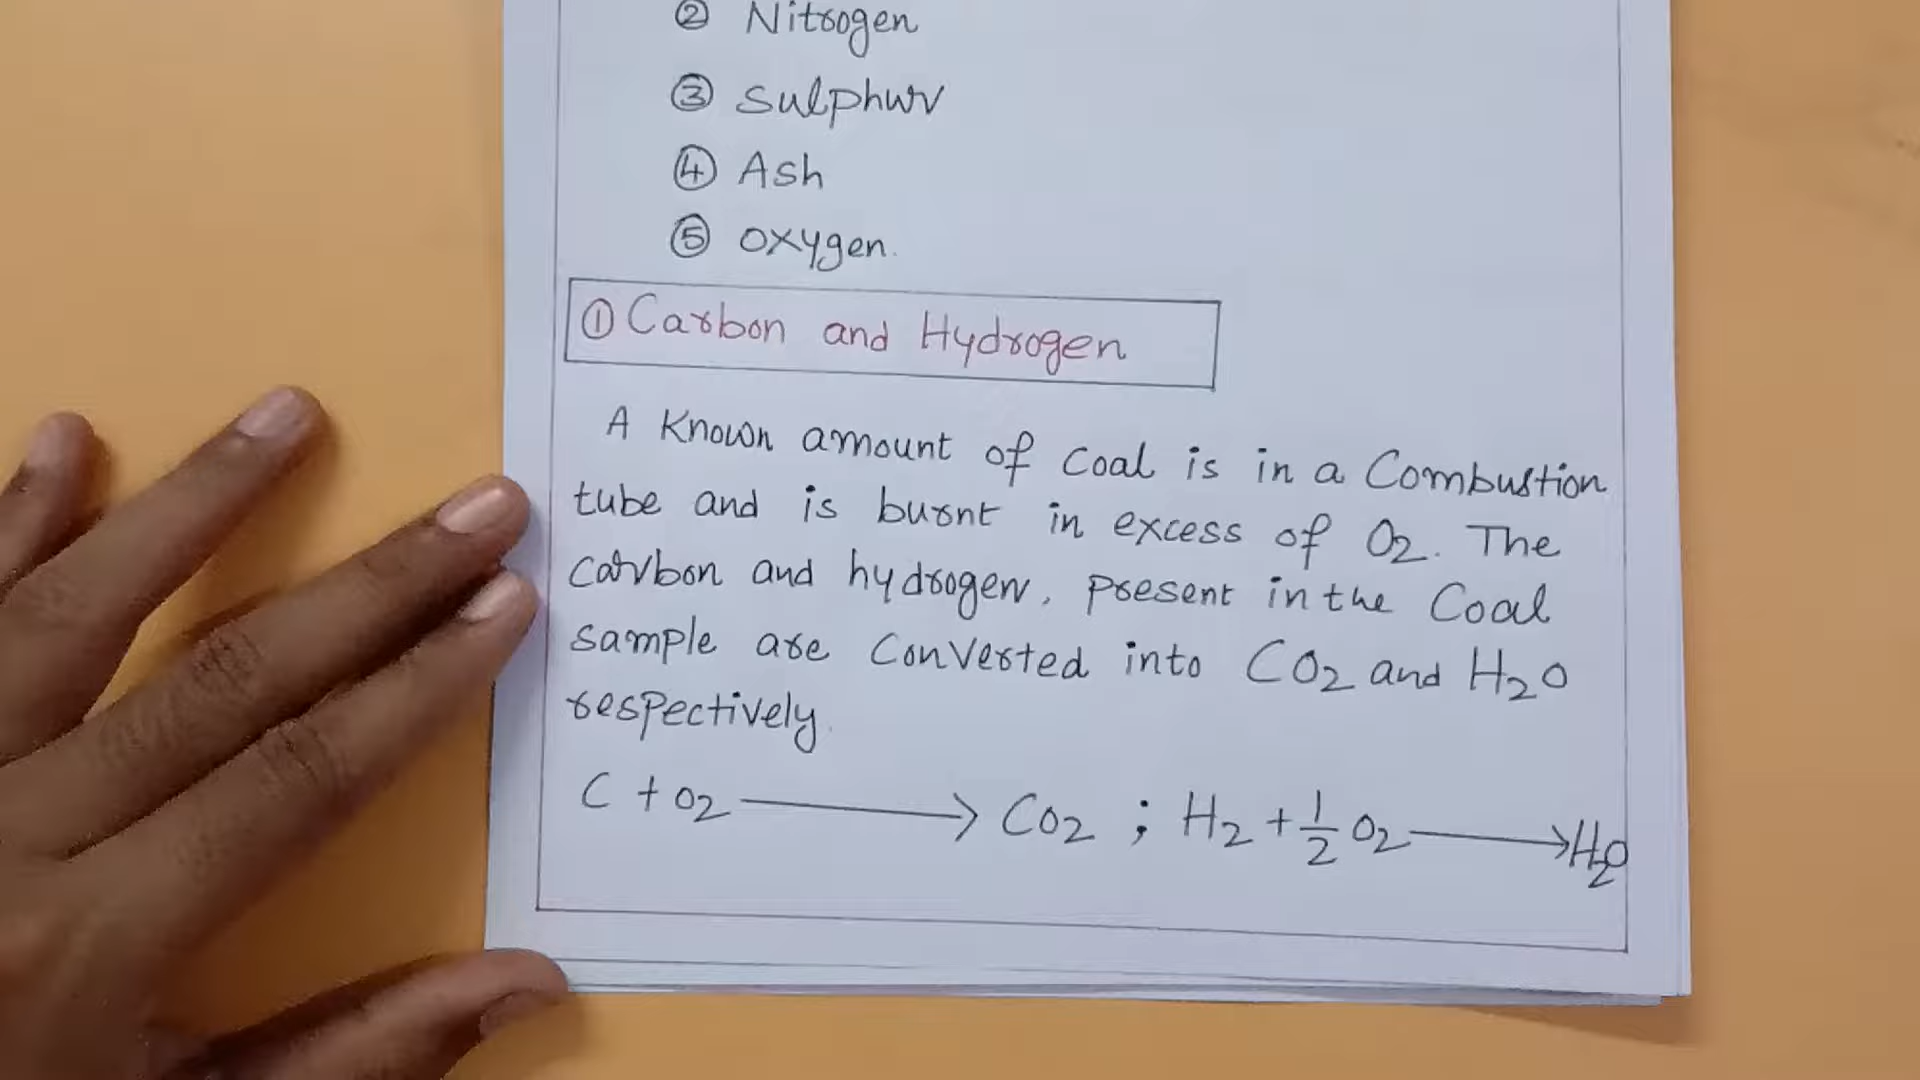 ② Nitrogen
③ Sulphur
④ Ash
⑤ Oxygen.
① Carbon and Hydrogen
A Known amount of Coal is in a Combustion
tube and is burnt in excess of O₂. The
carbon and hydrogen, present in the Coal
sample are Converted into CO₂ and H₂O
respectively.
C + O₂ ⟶ CO₂ ; H₂ + 1/2 O₂ ⟶ H₂O